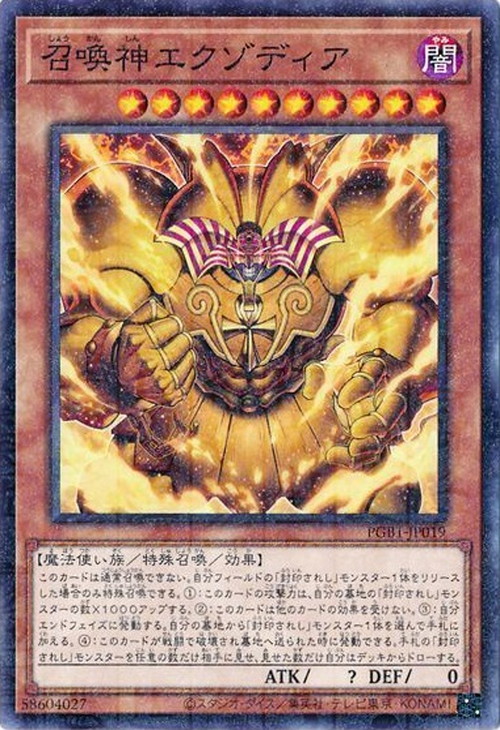 しょう かん しん
召喚神エクゾディア
やみ
闇
PGB1-JP019
【魔法使い族／特殊召喚／効果】
このカードは通常召喚できない。自分フィールドの「封印されし」モンスター1体をリリース
した場合のみ特殊召喚できる。①：このカードの攻撃力は、自分の墓地の「封印されし」モンスター
の数×1000アップする。②：このカードは他のカードの効果を受けない。③：自分
エンドフェイズに発動する。自分の墓地から「封印されし」モンスター1体を選んで手札に
加える。④：このカードが戦闘で破壊され墓地へ送られた時に発動できる。手札の「封印さ
れし」モンスターを任意の数だけ相手に見せ、見せた数だけ自分はデッキからドローする。
ATK/ ? DEF/ 0
58604027
©スタジオ・ダイス／集英社・テレビ東京・KONAMI